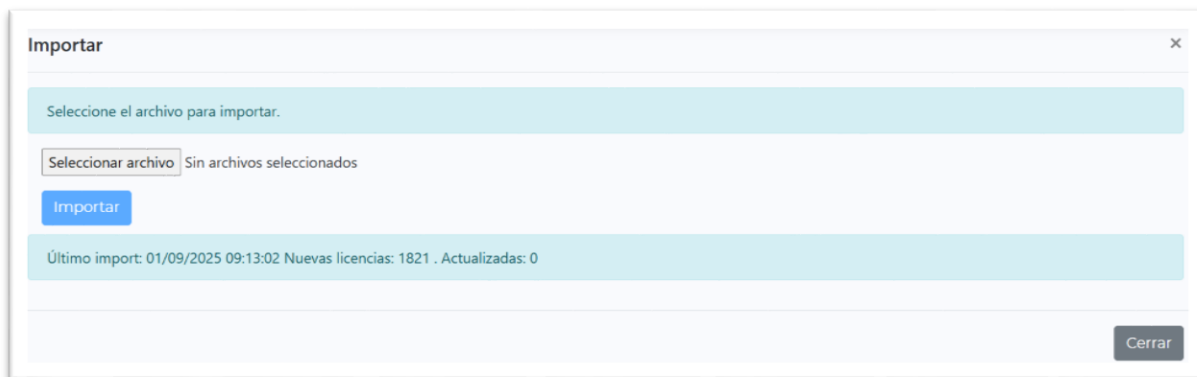 Importar ×
Seleccione el archivo para importar.
Seleccionar archivo Sin archivos seleccionados
Importar
Último import: 01/09/2025 09:13:02 Nuevas licencias: 1821 . Actualizadas: 0
Cerrar